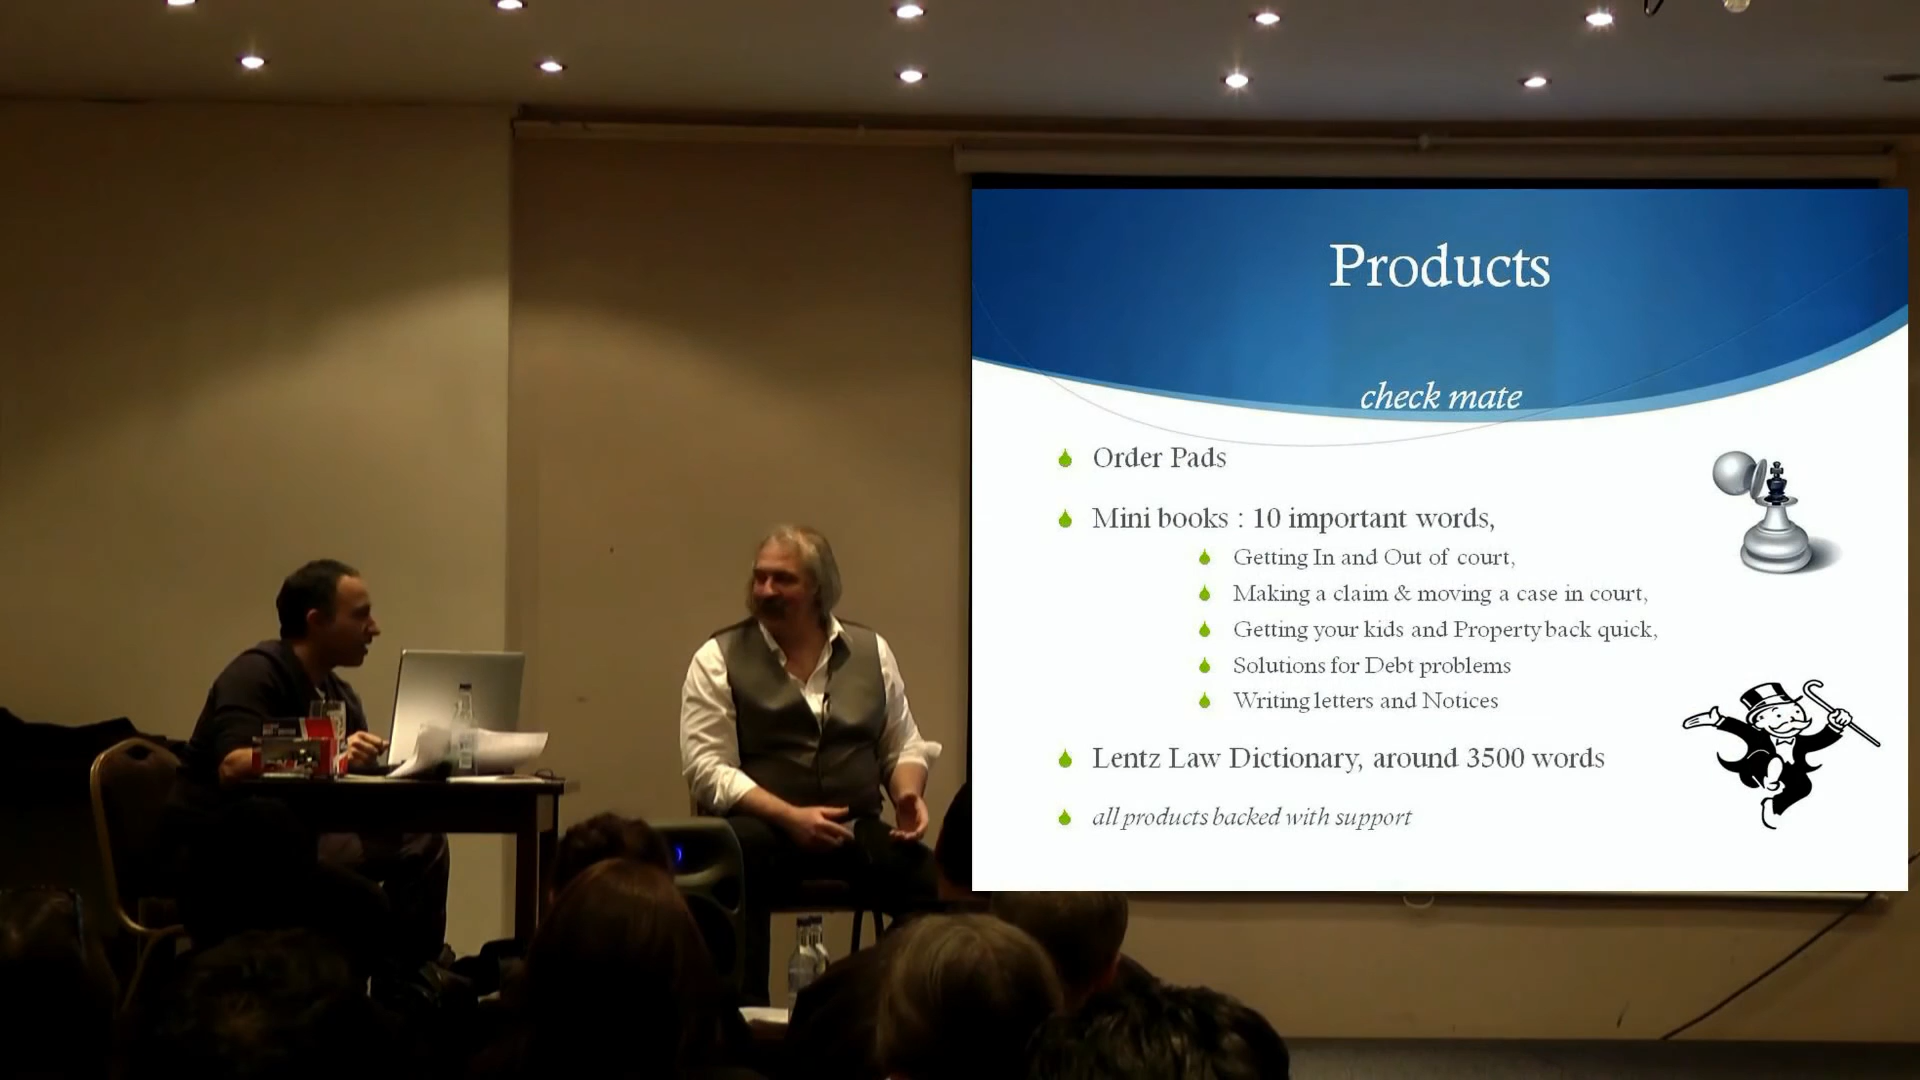 Products
check mate
Order Pads
Mini books : 10 important words,
Getting In and Out of court,
Making a claim & moving a case in court,
Getting your kids and Property back quick,
Solutions for Debt problems
Writing letters and Notices
Lentz Law Dictionary, around 3500 words
all products backed with support